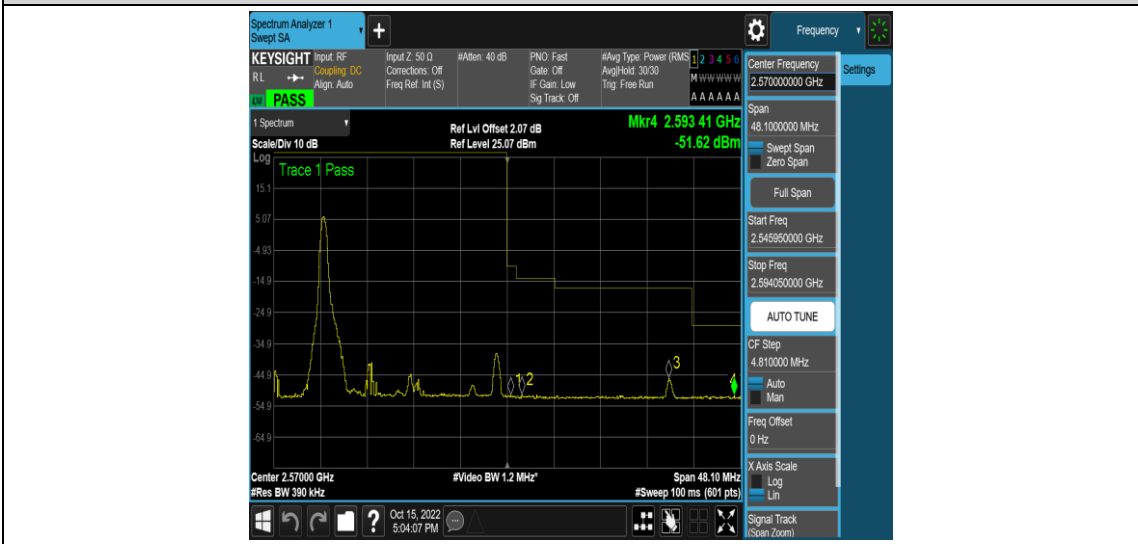 Spectrum Analyzer 1
Swept SA
+
Frequency
KEYSIGHT
RL
PASS
Input: RF
Coupling: DC
Align: Auto
Input Z: 50 Ω
Corrections: Off
Freq Ref: Int (S)
#Atten: 40 dB
PNO: Fast
Gate: Off
IF Gain: Low
Sig Track: Off
#Avg Type: Power (RMS
Avg|Hold: 30/30
Trig: Free Run
1 2 3 4 5 6
M W W W W W
A A A A A A
1 Spectrum
Scale/Div 10 dB
Ref Lvl Offset 2.07 dB
Ref Level 25.07 dBm
Mkr4 2.593 41 GHz
-51.62 dBm
Log
Trace 1 Pass
15.1
5.07
-4.93
-14.9
-24.9
-34.9
-44.9
-54.9
-64.9
1
2
3
4
Center 2.57000 GHz
#Res BW 390 kHz
#Video BW 1.2 MHz*
Span 48.10 MHz
#Sweep 100 ms (601 pts)
?
Oct 15, 2022
5:04:07 PM
Center Frequency
2.570000000 GHz
Settings
Span
48.1000000 MHz
Swept Span
Zero Span
Full Span
Start Freq
2.545950000 GHz
Stop Freq
2.594050000 GHz
AUTO TUNE
CF Step
4.810000 MHz
Auto
Man
Freq Offset
0 Hz
X Axis Scale
Log
Lin
Signal Track
(Span Zoom)